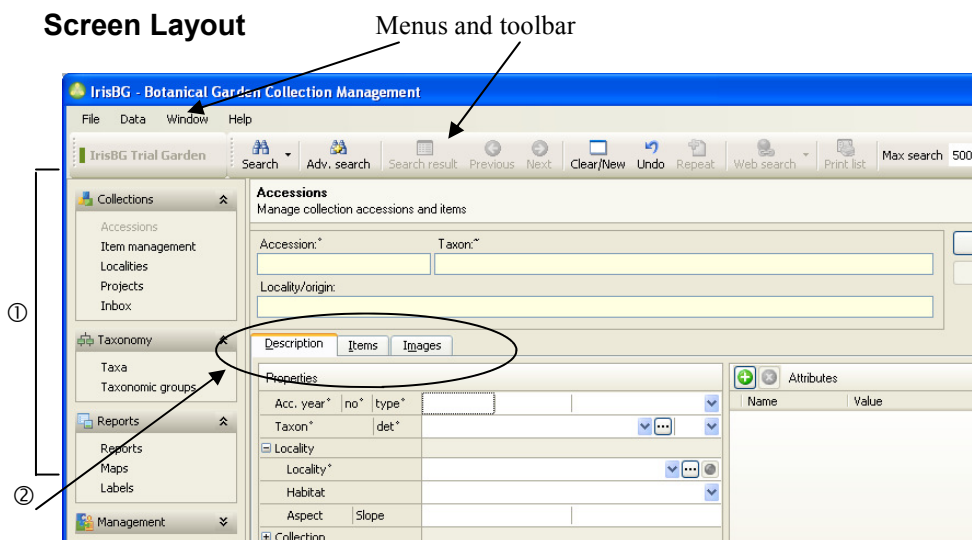 Screen Layout
Menus and toolbar
IrisBG - Botanical Garden Collection Management
File Data Window Help
IrisBG Trial Garden
Search Adv. search Search result Previous Next Clear/New Undo Repeat Web search Print list Max search 500
①
②
Collections
Accessions
Item management
Localities
Projects
Inbox
Taxonomy
Taxa
Taxonomic groups
Reports
Reports
Maps
Labels
Management
Accessions
Manage collection accessions and items
Accession:* Taxon:~
Locality/origin:
Description Items Images
Properties
Acc. year* no* type*
Taxon* det*
Locality
Locality*
Habitat
Aspect Slope
Collection
Attributes
Name Value